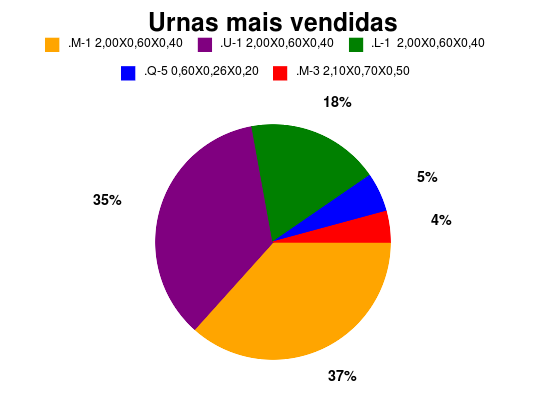 Urnas mais vendidas
.M-1 2,00X0,60X0,40 .U-1 2,00X0,60X0,40 .L-1 2,00X0,60X0,40
.Q-5 0,60X0,26X0,20 .M-3 2,10X0,70X0,50
18%
5%
35%
4%
37%